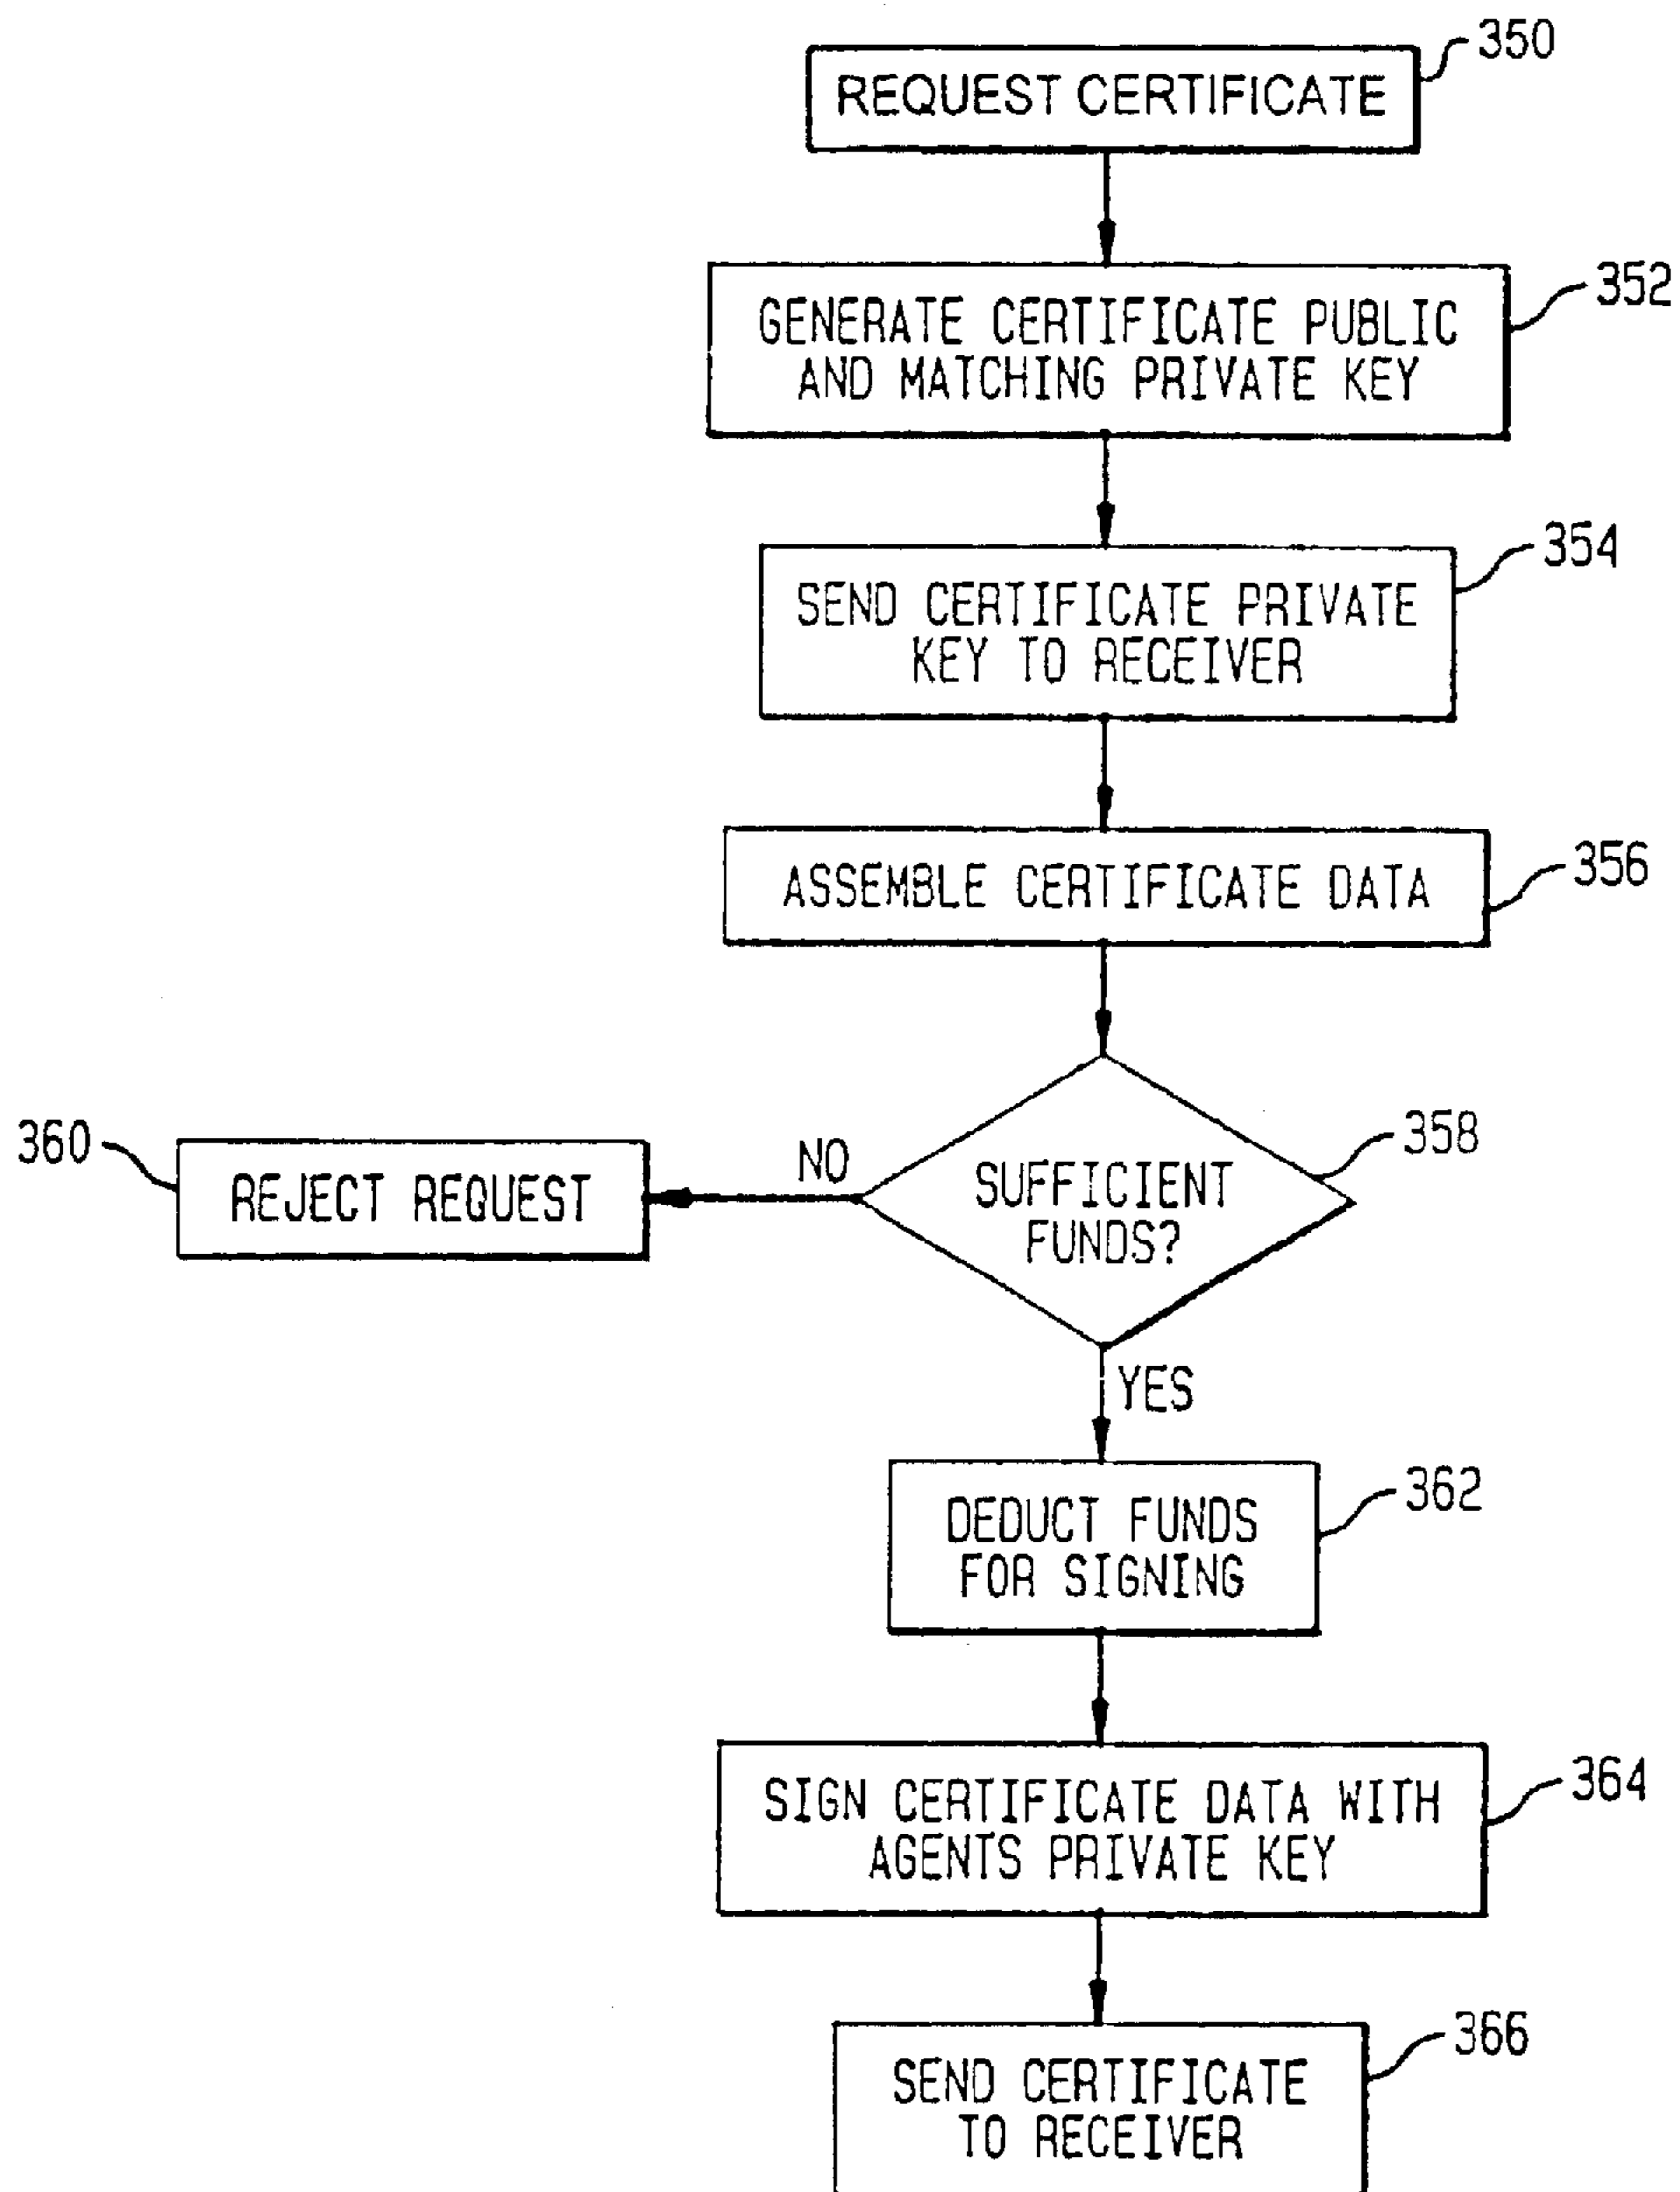 350
REQUEST CERTIFICATE
352
GENERATE CERTIFICATE PUBLIC
AND MATCHING PRIVATE KEY
354
SEND CERTIFICATE PRIVATE
KEY TO RECEIVER
356
ASSEMBLE CERTIFICATE DATA
358
SUFFICIENT
FUNDS?
NO
360
REJECT REQUEST
YES
362
DEDUCT FUNDS
FOR SIGNING
364
SIGN CERTIFICATE DATA WITH
AGENTS PRIVATE KEY
366
SEND CERTIFICATE
TO RECEIVER